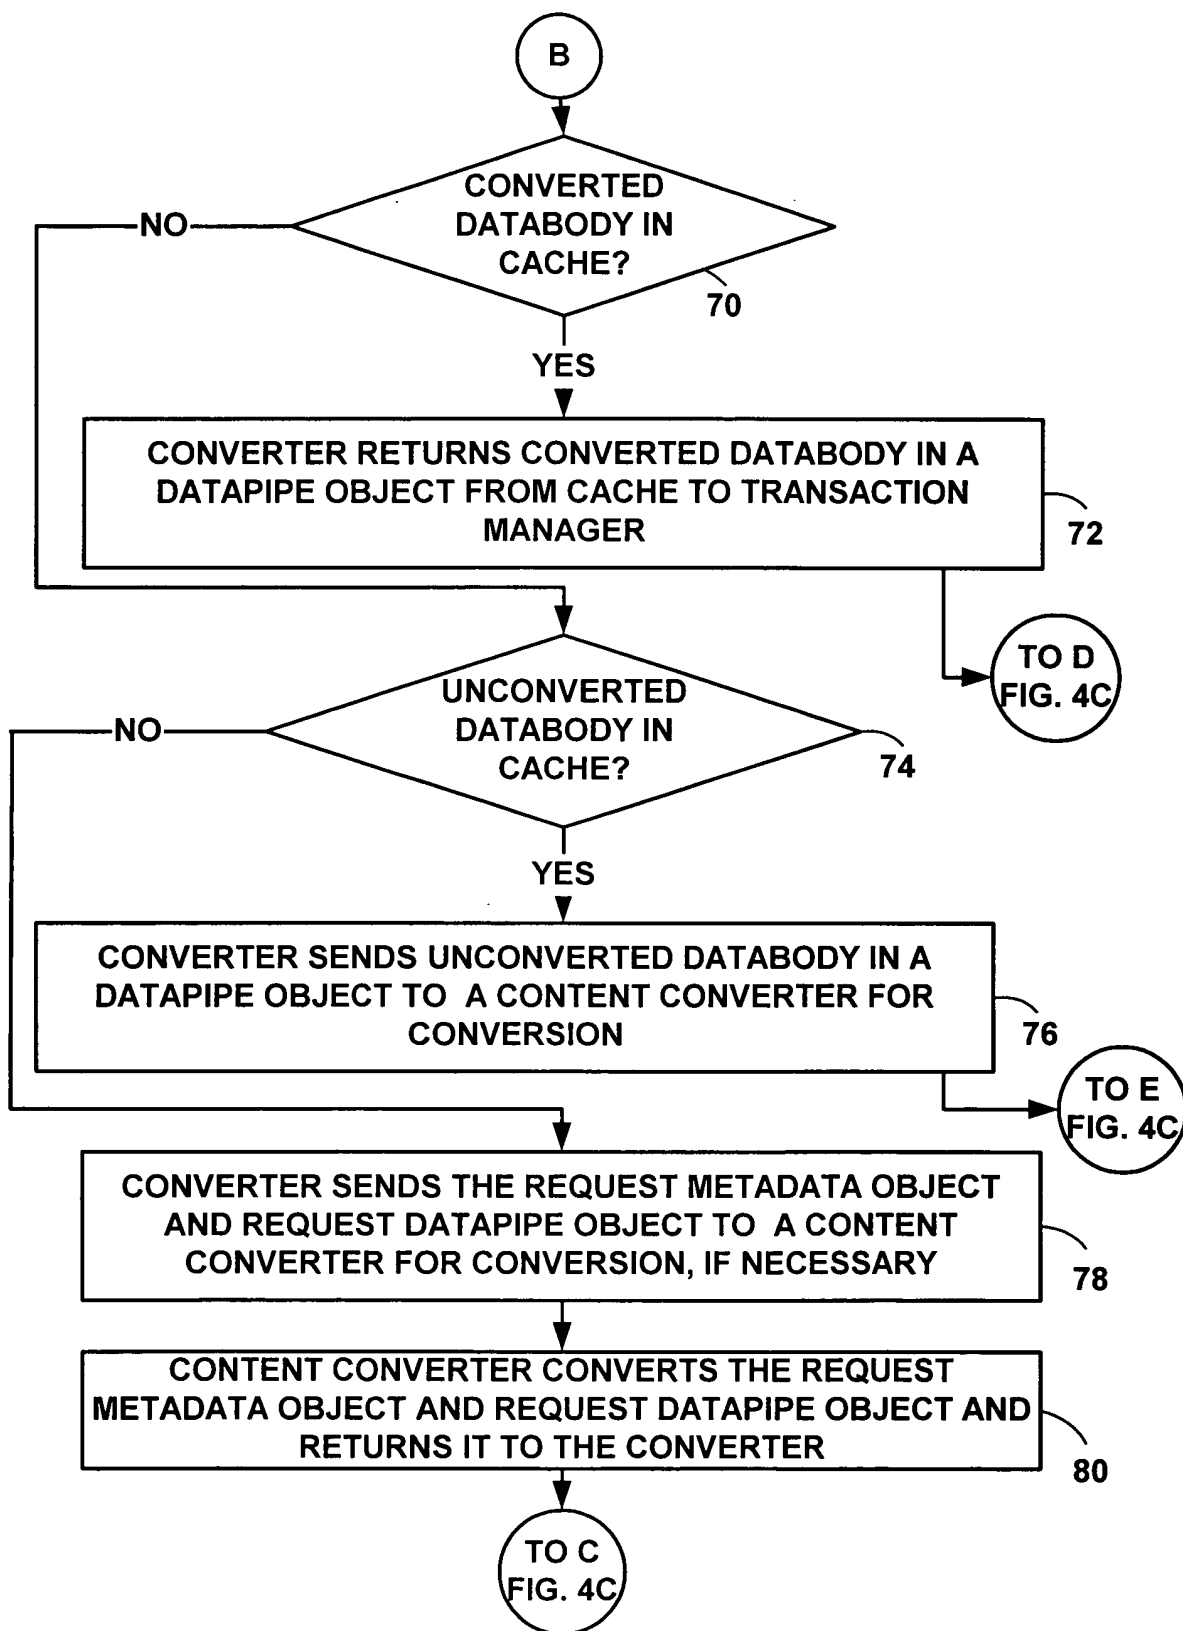 B
CONVERTED
DATABODY IN
CACHE?
NO
70
YES
CONVERTER RETURNS CONVERTED DATABODY IN A
DATAPIPE OBJECT FROM CACHE TO TRANSACTION
MANAGER
72
TO D
FIG. 4C
UNCONVERTED
DATABODY IN
CACHE?
NO
74
YES
CONVERTER SENDS UNCONVERTED DATABODY IN A
DATAPIPE OBJECT TO A CONTENT CONVERTER FOR
CONVERSION
76
TO E
FIG. 4C
CONVERTER SENDS THE REQUEST METADATA OBJECT
AND REQUEST DATAPIPE OBJECT TO A CONTENT
CONVERTER FOR CONVERSION, IF NECESSARY
78
CONTENT CONVERTER CONVERTS THE REQUEST
METADATA OBJECT AND REQUEST DATAPIPE OBJECT AND
RETURNS IT TO THE CONVERTER
80
TO C
FIG. 4C